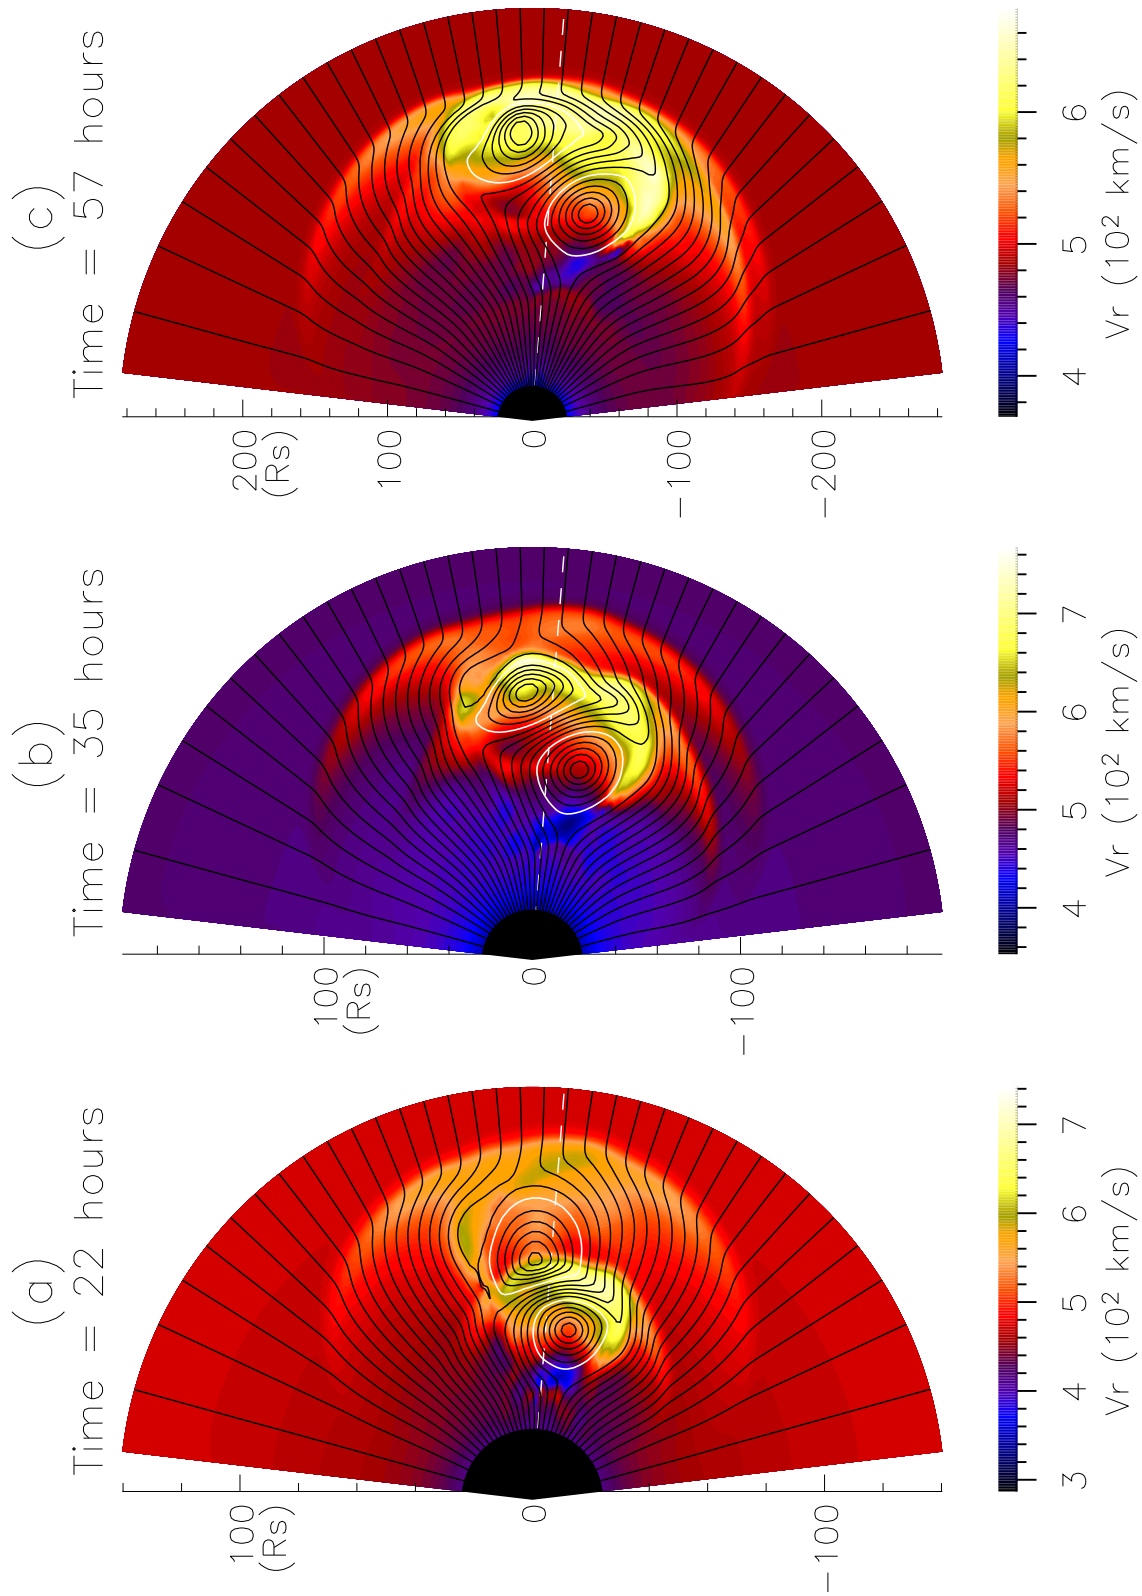 (a)
Time = 22 hours
100
(Rs)
0
−100
3 4 5 6 7
Vr (10² km/s)
(b)
Time = 35 hours
100
(Rs)
0
−100
4 5 6 7
Vr (10² km/s)
(c)
Time = 57 hours
200
(Rs)
100
0
−100
−200
4 5 6
Vr (10² km/s)